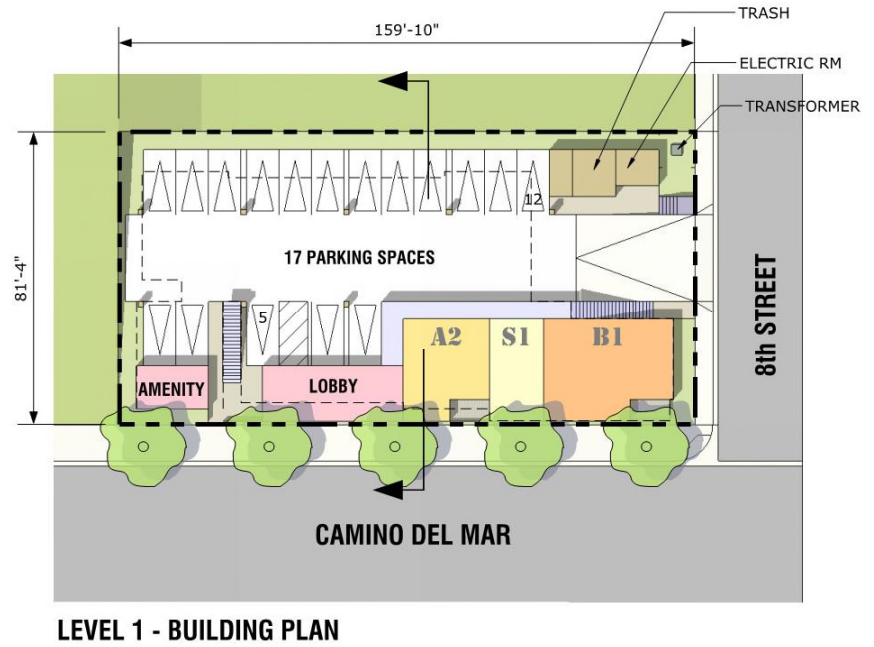 TRASH
159'-10"
ELECTRIC RM
TRANSFORMER
12
17 PARKING SPACES
81'-4"
5
A2
S1
B1
8th STREET
AMENITY
LOBBY
CAMINO DEL MAR
LEVEL 1 - BUILDING PLAN